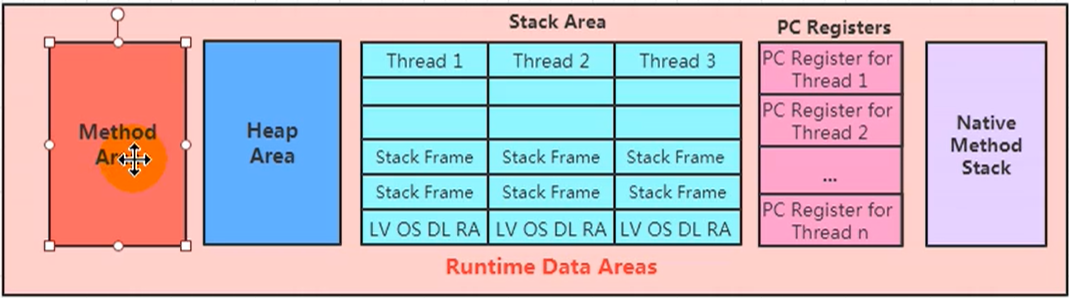 Method
Area
Heap
Area
Stack Area
Thread 1 Thread 2 Thread 3
Stack Frame Stack Frame Stack Frame
Stack Frame Stack Frame Stack Frame
LV OS DL RA LV OS DL RA LV OS DL RA
PC Registers
PC Register for
Thread 1
PC Register for
Thread 2
...
PC Register for
Thread n
Native
Method
Stack
Runtime Data Areas